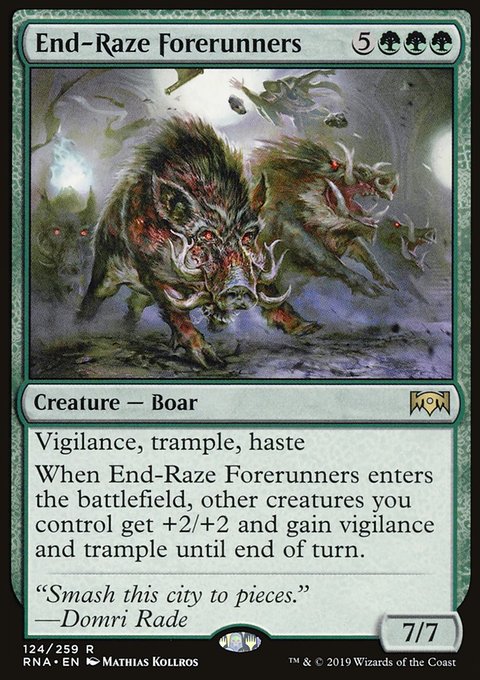 End-Raze Forerunners 5
Creature — Boar
Vigilance, trample, haste
When End-Raze Forerunners enters
the battlefield, other creatures you
control get +2/+2 and gain vigilance
and trample until end of turn.
“Smash this city to pieces.”
—Domri Rade
7/7
124/259 R
RNA • EN Mathias Kollros
™ & © 2019 Wizards of the Coast